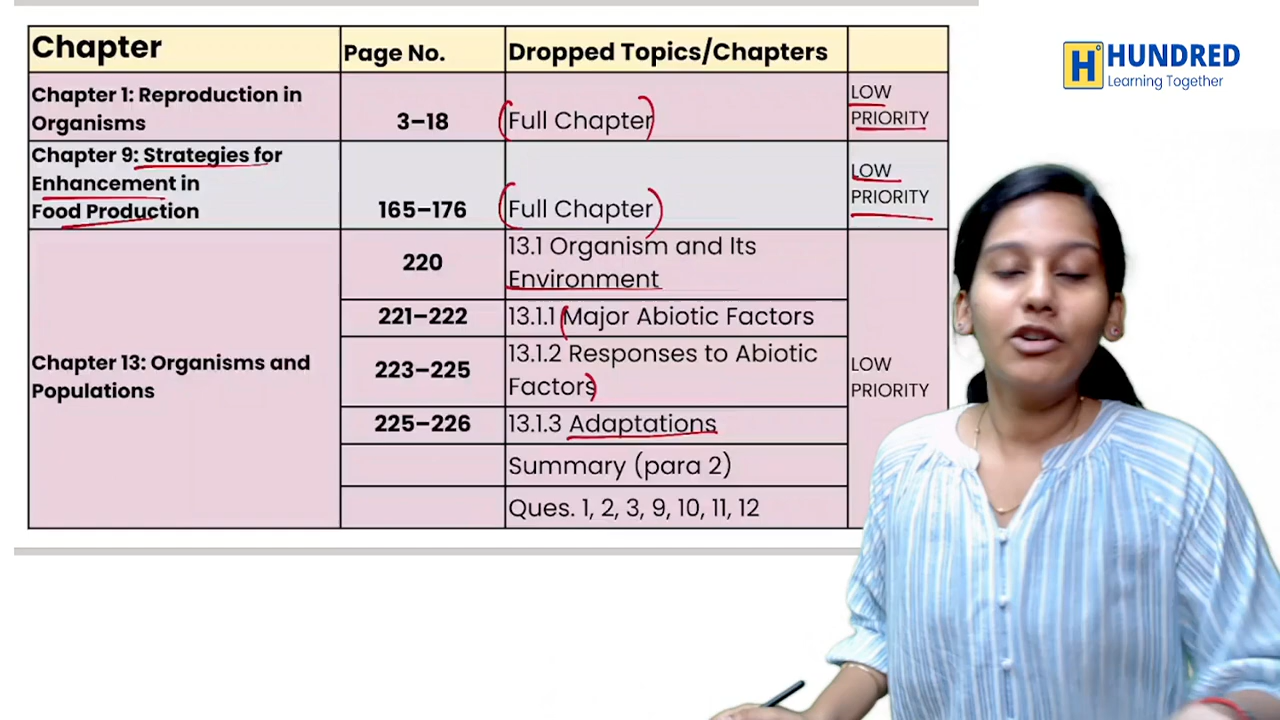 Chapter
Page No.
Dropped Topics/Chapters
H° HUNDRED
Learning Together
Chapter 1: Reproduction in
Organisms
3–18
Full Chapter
LOW
PRIORITY
Chapter 9: Strategies for
Enhancement in
Food Production
165–176
Full Chapter
LOW
PRIORITY
Chapter 13: Organisms and
Populations
220
13.1 Organism and Its
Environment
221–222
13.1.1 Major Abiotic Factors
223–225
13.1.2 Responses to Abiotic
Factors
225–226
13.1.3 Adaptations
Summary (para 2)
Ques. 1, 2, 3, 9, 10, 11, 12
LOW
PRIORITY